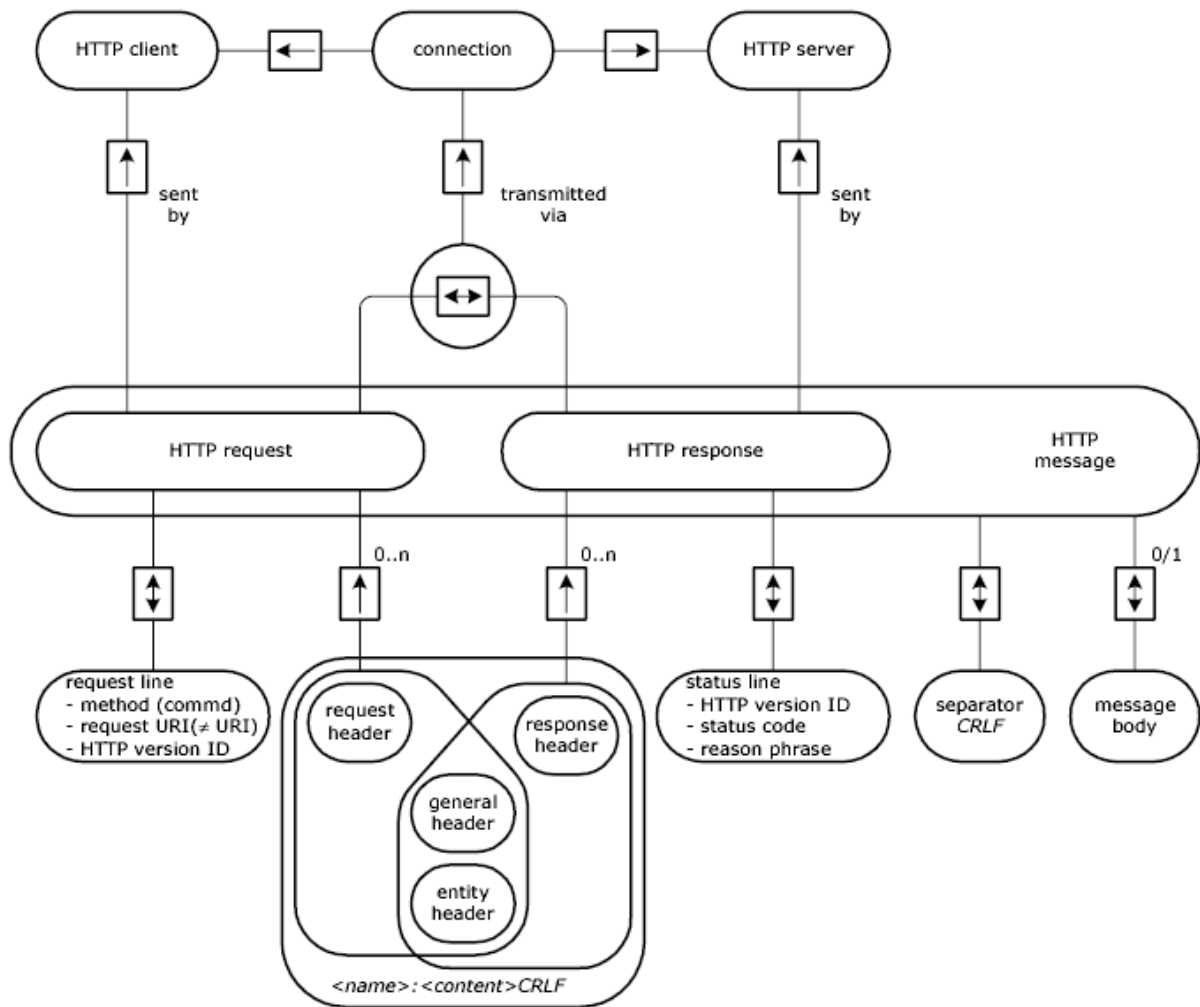 HTTP client
connection
HTTP server
sent
by
transmitted
via
sent
by
HTTP request
HTTP response
HTTP
message
0..n
0..n
0/1
request line
- method (commd)
- request URI(≠ URI)
- HTTP version ID
request
header
response
header
general
header
entity
header
<name>:<content>CRLF
status line
- HTTP version ID
- status code
- reason phrase
separator
CRLF
message
body